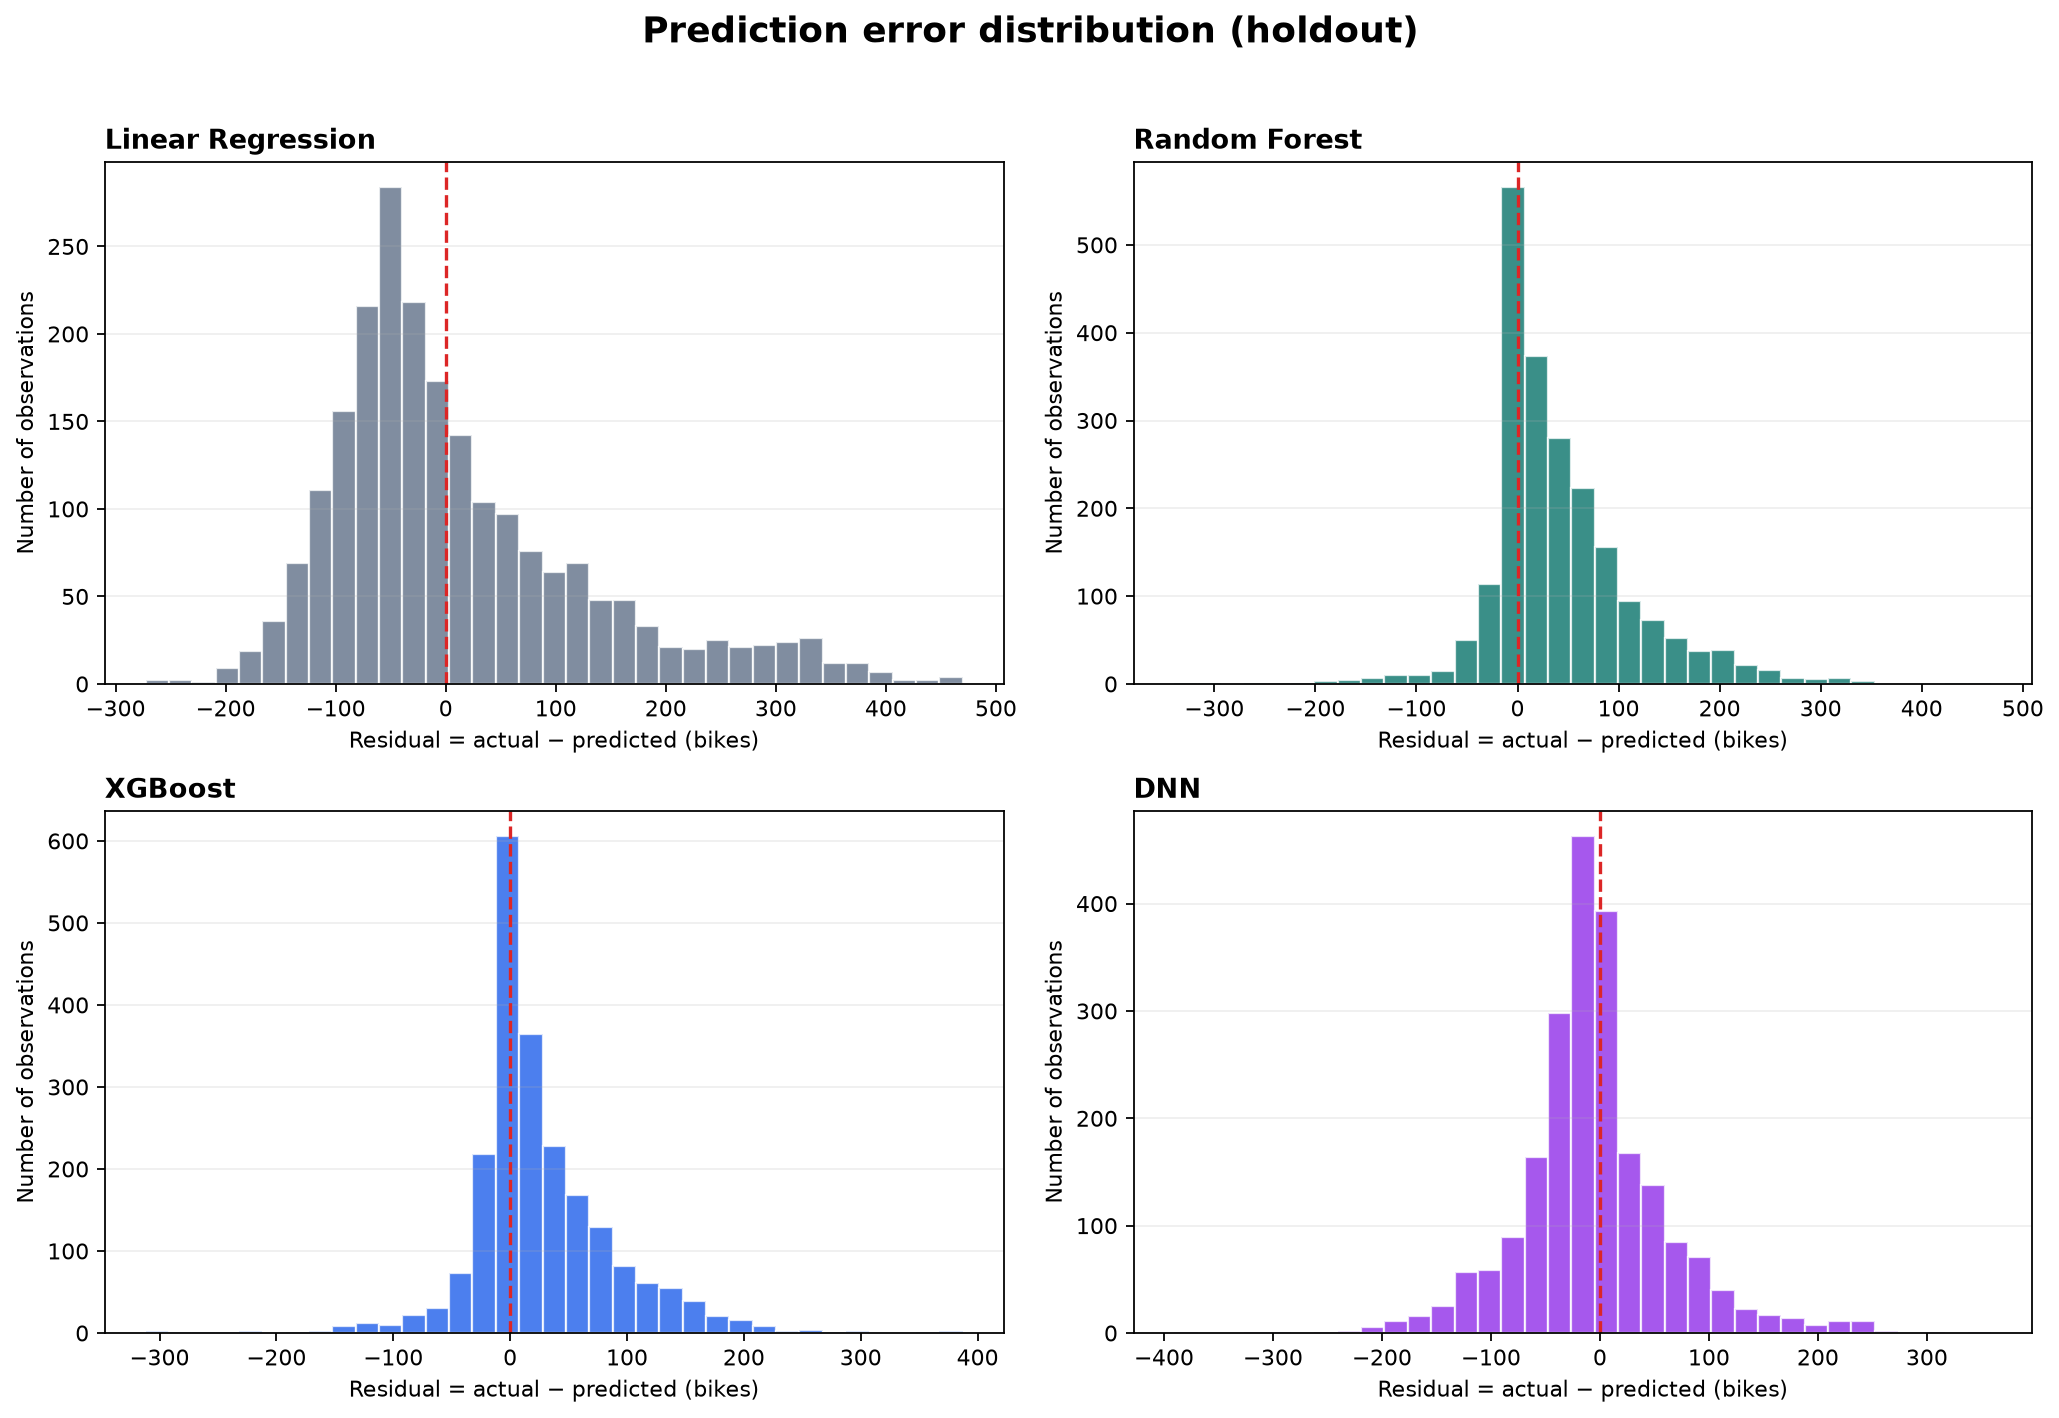 Prediction error distribution (holdout)
Linear Regression
Number of observations
250
200
150
100
50
0
−300 −200 −100 0 100 200 300 400 500
Residual = actual − predicted (bikes)
Random Forest
Number of observations
500
400
300
200
100
0
−300 −200 −100 0 100 200 300 400 500
Residual = actual − predicted (bikes)
XGBoost
Number of observations
600
500
400
300
200
100
0
−300 −200 −100 0 100 200 300 400
Residual = actual − predicted (bikes)
DNN
Number of observations
400
300
200
100
0
−400 −300 −200 −100 0 100 200 300
Residual = actual − predicted (bikes)